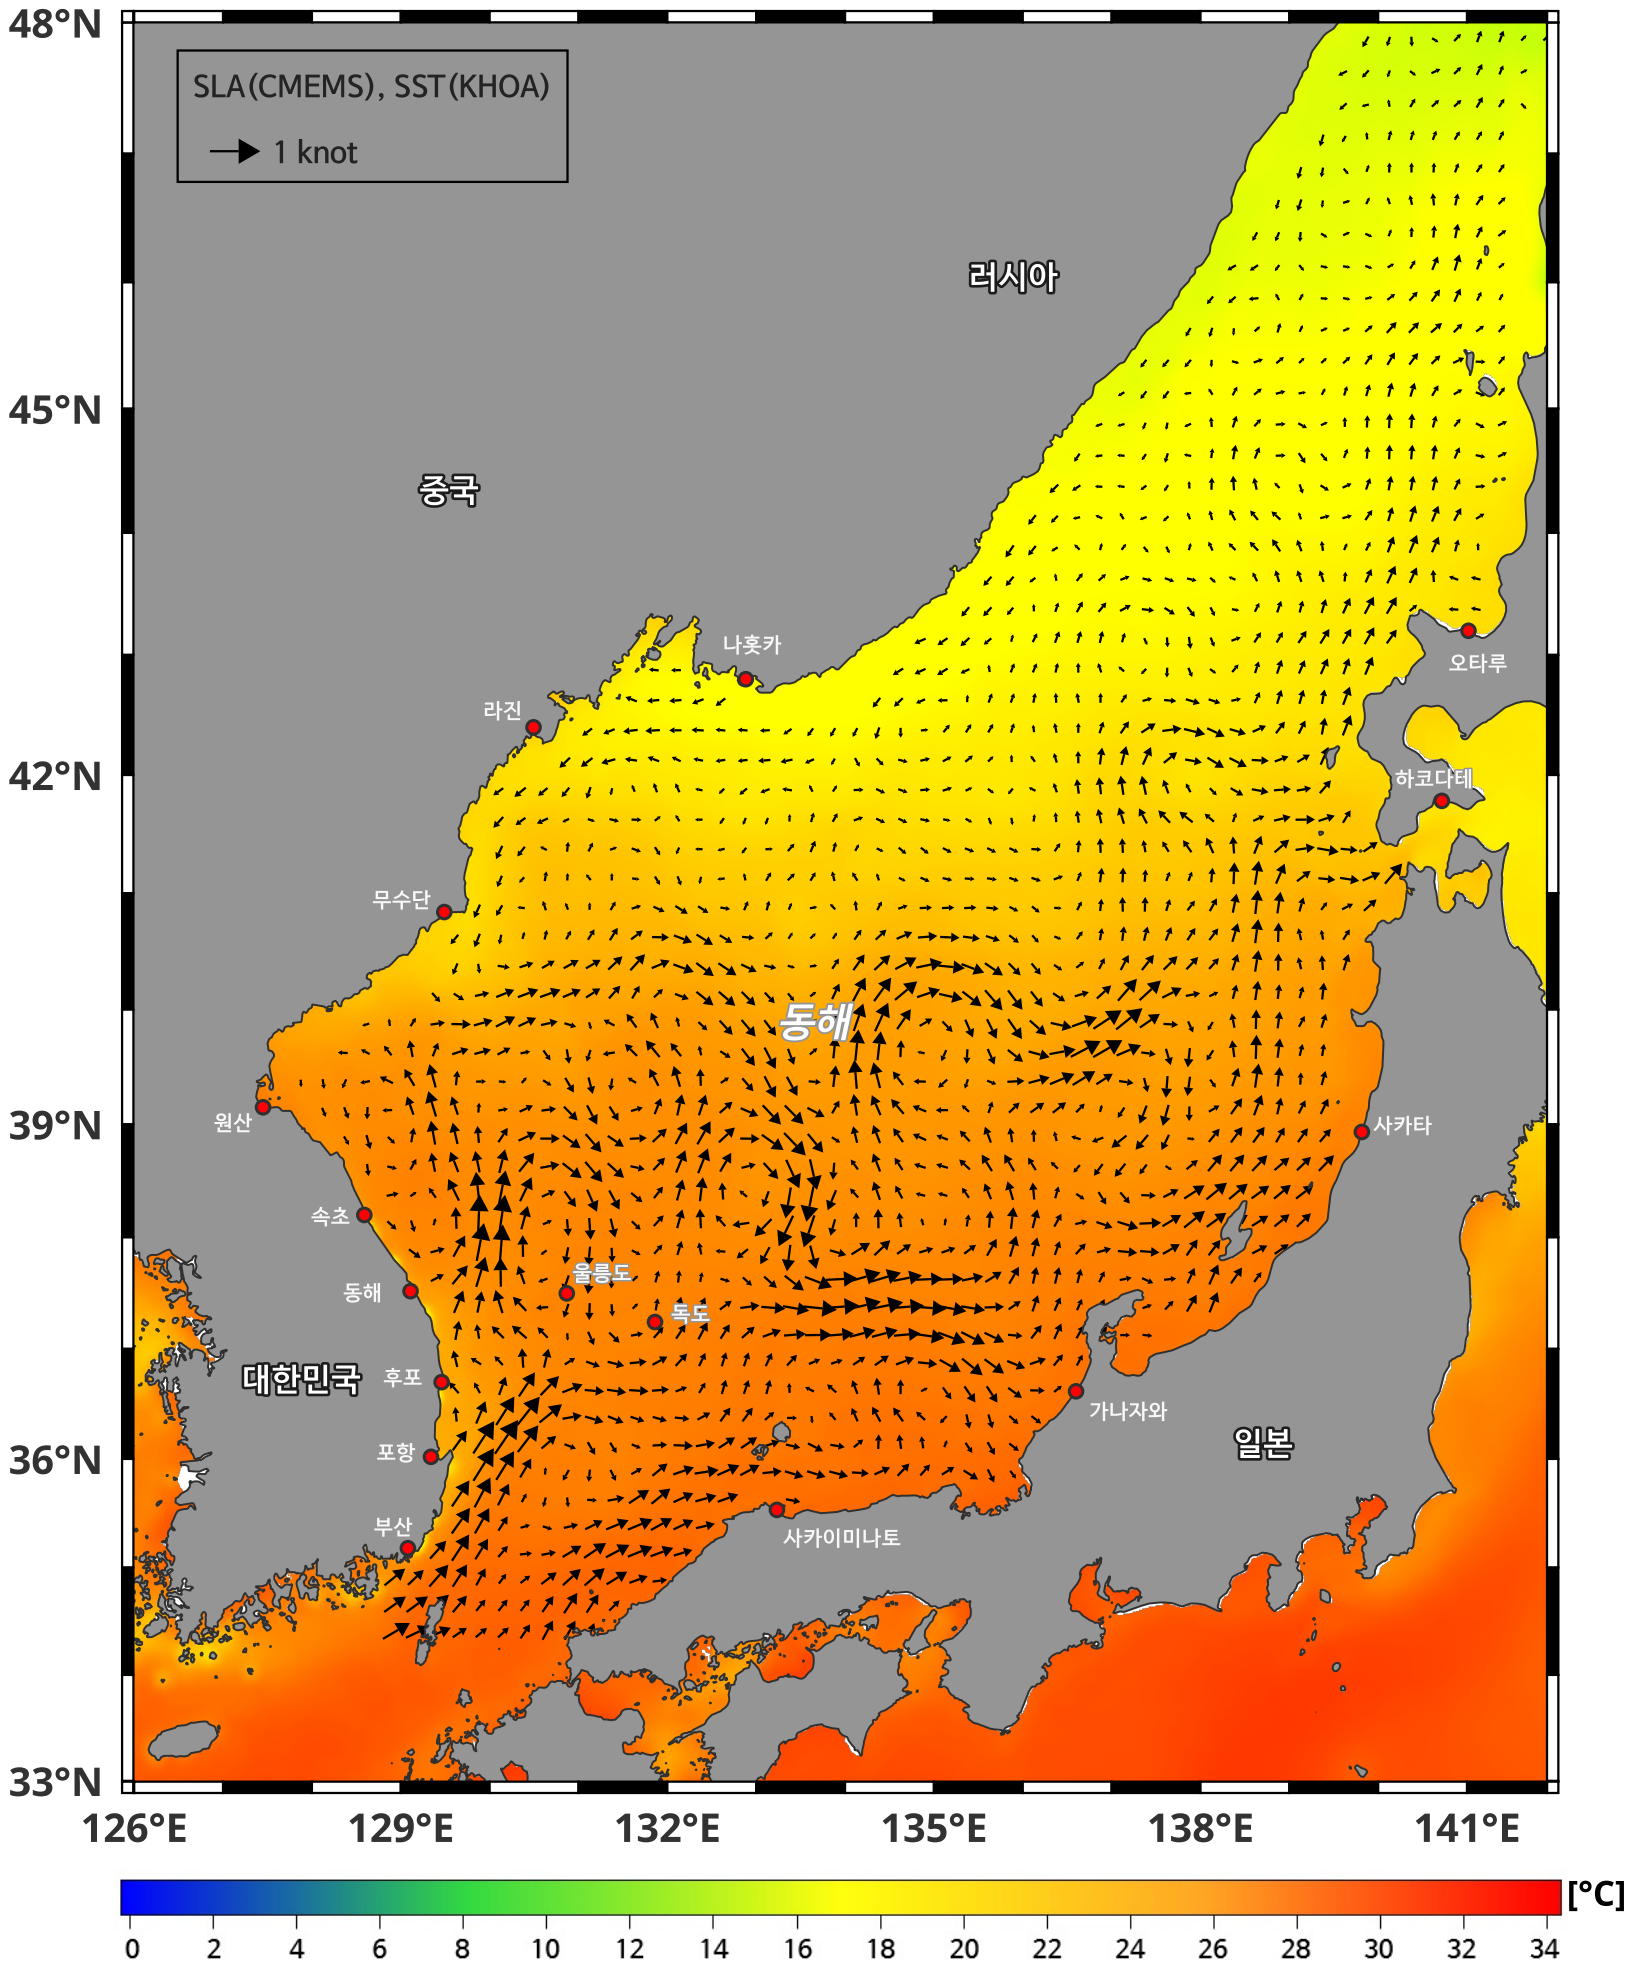 48°N
SLA(CMEMS), SST(KHOA)
1 knot
러시아
45°N
중국
나홋카
오타루
라진
42°N
하코다테
무수단
동해
39°N
원산
사카타
속초
울릉도
동해
독도
대한민국
후포
가나자와
36°N
포항
일본
부산
사카이미나토
33°N
126°E 129°E 132°E 135°E 138°E 141°E
[°C]
0 2 4 6 8 10 12 14 16 18 20 22 24 26 28 30 32 34